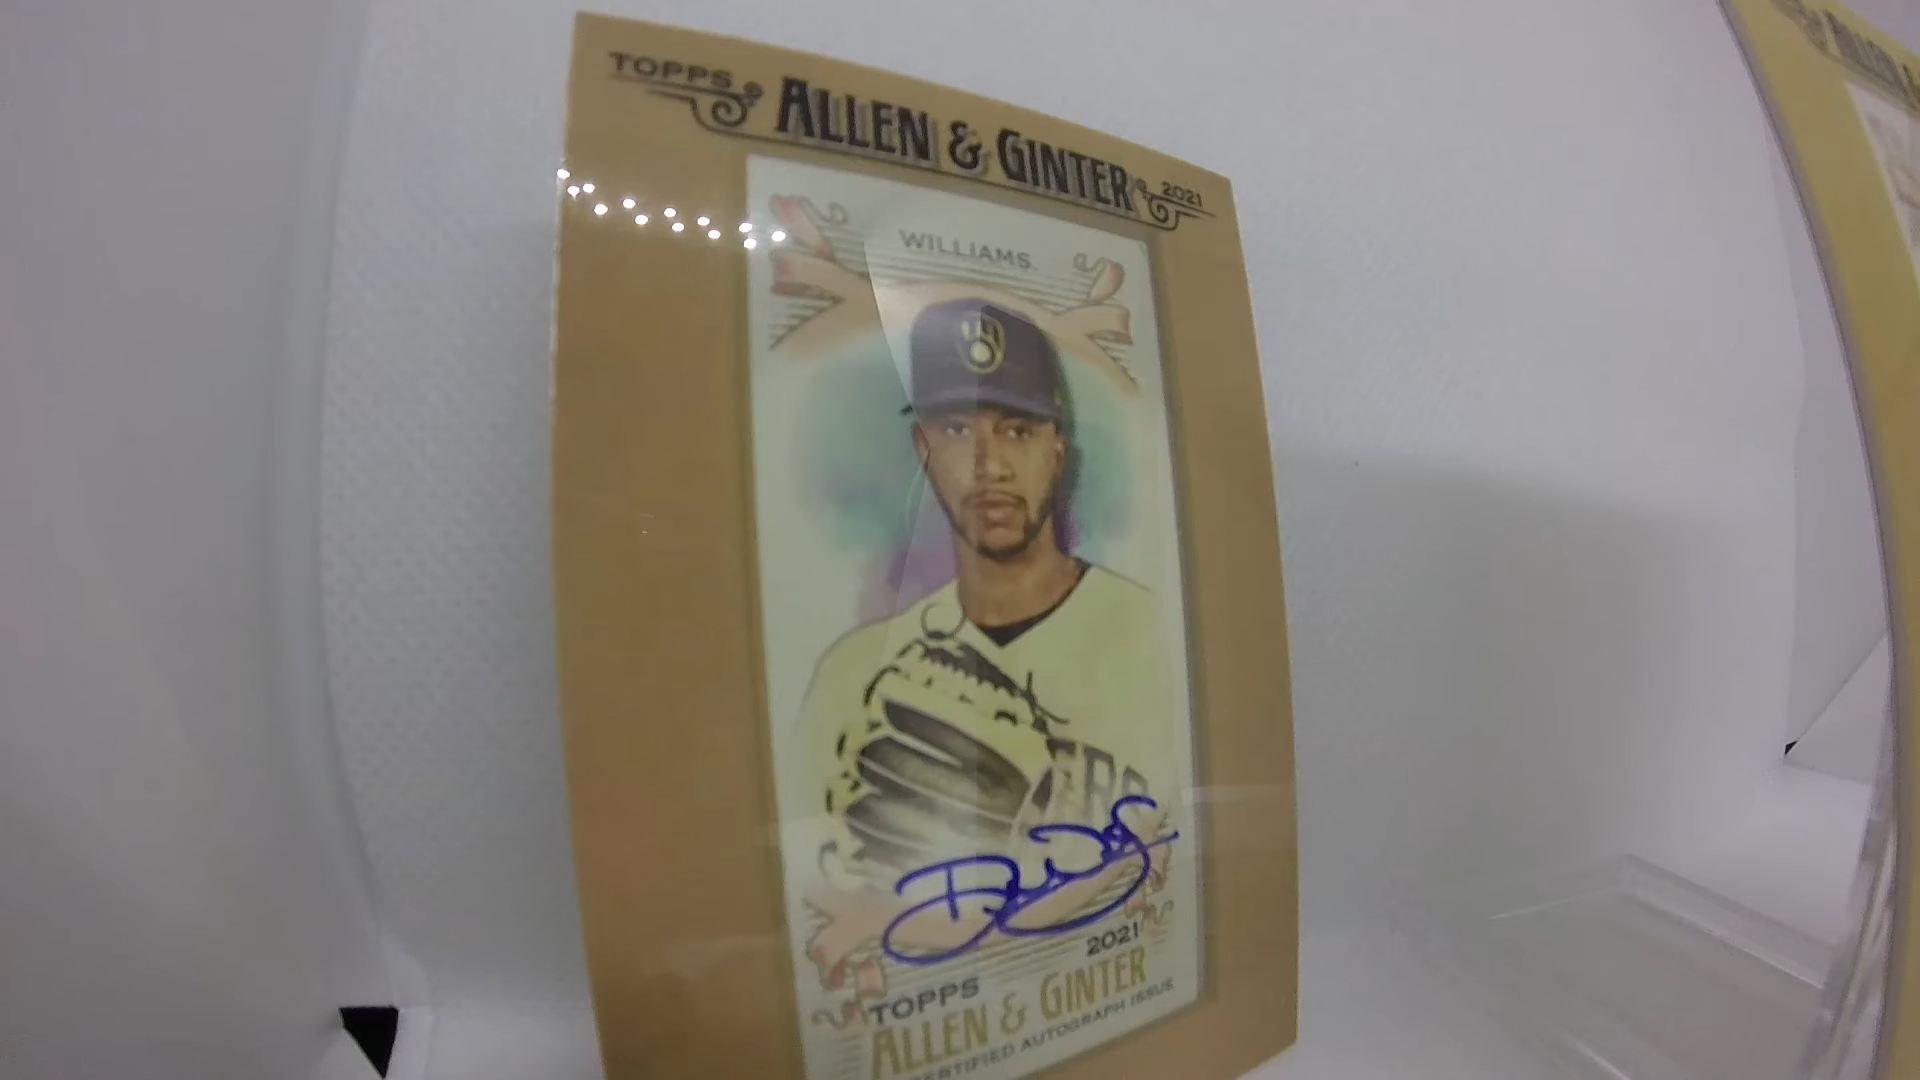 TOPPS
ALLEN & GINTER
2021
WILLIAMS.
2021
TOPPS
ALLEN & GINTER
CERTIFIED AUTOGRAPH ISSUE